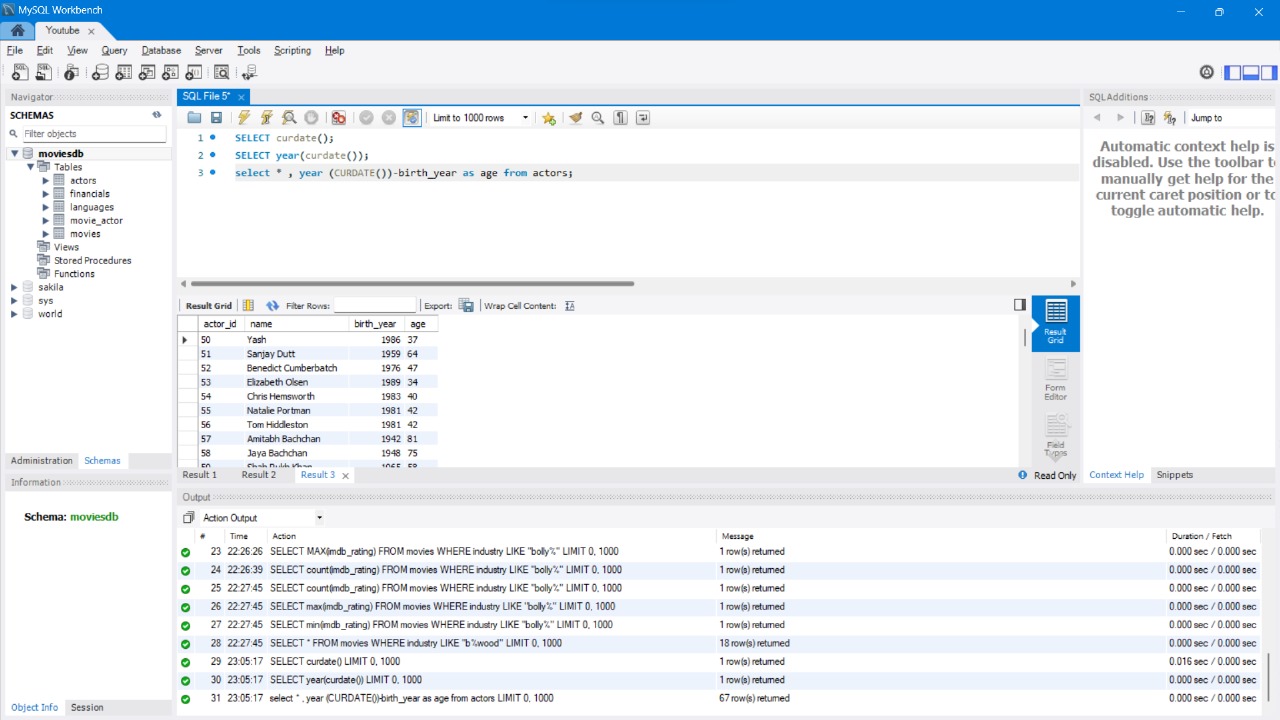 MySQL Workbench
Youtube
File Edit View Query Database Server Tools Scripting Help
Navigator
SCHEMAS
Filter objects
moviesdb
Tables
actors
financials
languages
movie_actor
movies
Views
Stored Procedures
Functions
sakila
sys
world
Administration Schemas
Information
Schema: moviesdb
Object Info Session
SQL File 5*
Limit to 1000 rows
1 SELECT curdate();
2 SELECT year(curdate());
3 select * , year (CURDATE())-birth_year as age from actors;
Result Grid Filter Rows: Export: Wrap Cell Content:
actor_id name birth_year age
50 Yash 1986 37
51 Sanjay Dutt 1959 64
52 Benedict Cumberbatch 1976 47
53 Elizabeth Olsen 1989 34
54 Chris Hemsworth 1983 40
55 Natalie Portman 1981 42
56 Tom Hiddleston 1981 42
57 Amitabh Bachchan 1942 81
58 Jaya Bachchan 1948 75
59 Shah Rukh Khan 1965 58
Result 1 Result 2 Result 3
Read Only
Result
Grid
Form
Editor
Field
Types
SQLAdditions
Jump to
Automatic context help is
disabled. Use the toolbar t
manually get help for the
current caret position or to
toggle automatic help.
Context Help Snippets
Output
Action Output
# Time Action Message Duration / Fetch
23 22:26:26 SELECT MAX(imdb_rating) FROM movies WHERE industry LIKE "bolly%" LIMIT 0, 1000 1 row(s) returned 0.000 sec / 0.000 sec
24 22:26:39 SELECT count(imdb_rating) FROM movies WHERE industry LIKE "bolly%" LIMIT 0, 1000 1 row(s) returned 0.000 sec / 0.000 sec
25 22:27:45 SELECT count(imdb_rating) FROM movies WHERE industry LIKE "bolly%" LIMIT 0, 1000 1 row(s) returned 0.000 sec / 0.000 sec
26 22:27:45 SELECT max(imdb_rating) FROM movies WHERE industry LIKE "bolly%" LIMIT 0, 1000 1 row(s) returned 0.000 sec / 0.000 sec
27 22:27:45 SELECT min(imdb_rating) FROM movies WHERE industry LIKE "bolly%" LIMIT 0, 1000 1 row(s) returned 0.000 sec / 0.000 sec
28 22:27:45 SELECT * FROM movies WHERE industry LIKE "b%wood" LIMIT 0, 1000 18 row(s) returned 0.000 sec / 0.000 sec
29 23:05:17 SELECT curdate() LIMIT 0, 1000 1 row(s) returned 0.016 sec / 0.000 sec
30 23:05:17 SELECT year(curdate()) LIMIT 0, 1000 1 row(s) returned 0.000 sec / 0.000 sec
31 23:05:17 select * , year (CURDATE())-birth_year as age from actors LIMIT 0, 1000 67 row(s) returned 0.000 sec / 0.000 sec